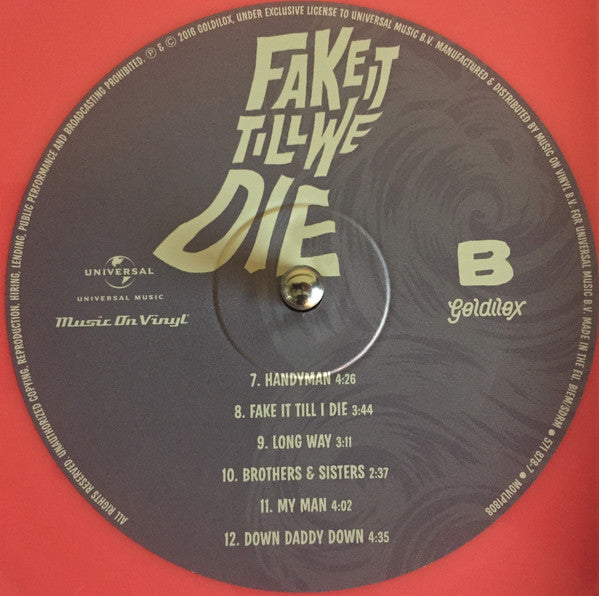 ALL RIGHTS RESERVED. UNAUTHORIZED COPYING, REPRODUCTION, HIRING, LENDING, PUBLIC PERFORMANCE AND BROADCASTING PROHIBITED. ℗ & © 2016 GOLDILOX, UNDER EXCLUSIVE LICENSE TO UNIVERSAL MUSIC B.V. MANUFACTURED & DISTRIBUTED BY MUSIC ON VINYL B.V. FOR UNIVERSAL MUSIC B.V. MADE IN THE EU. BIEM/SDRM ● 571 878-7 ● MOVLP1808
FAKE IT
TILL WE
DIE
UNIVERSAL
UNIVERSAL MUSIC
Music On Vinyl
B
Goldilox
7. HANDYMAN 4:26
8. FAKE IT TILL I DIE 3:44
9. LONG WAY 3:11
10. BROTHERS & SISTERS 2:37
11. MY MAN 4:02
12. DOWN DADDY DOWN 4:35